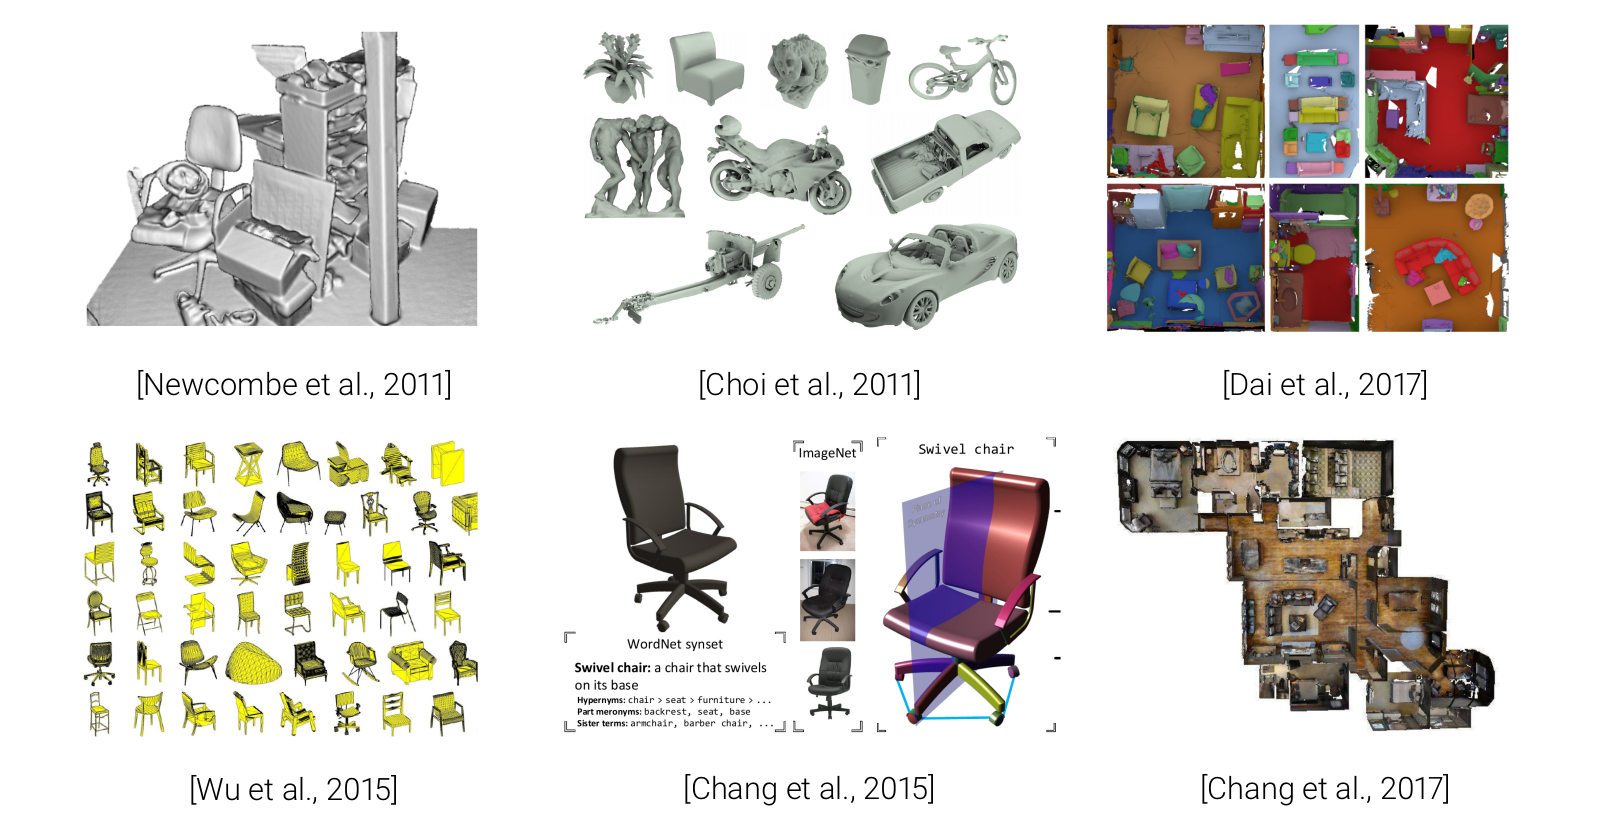 [Newcombe et al., 2011]
[Choi et al., 2011]
[Dai et al., 2017]
ImageNet
Swivel chair
WordNet synset
Swivel chair: a chair that swivels
on its base
Hypernyms: chair > seat > furniture > ...
Part meronyms: backrest, seat, base
Sister terms: armchair, barber chair, ...
[Wu et al., 2015]
[Chang et al., 2015]
[Chang et al., 2017]